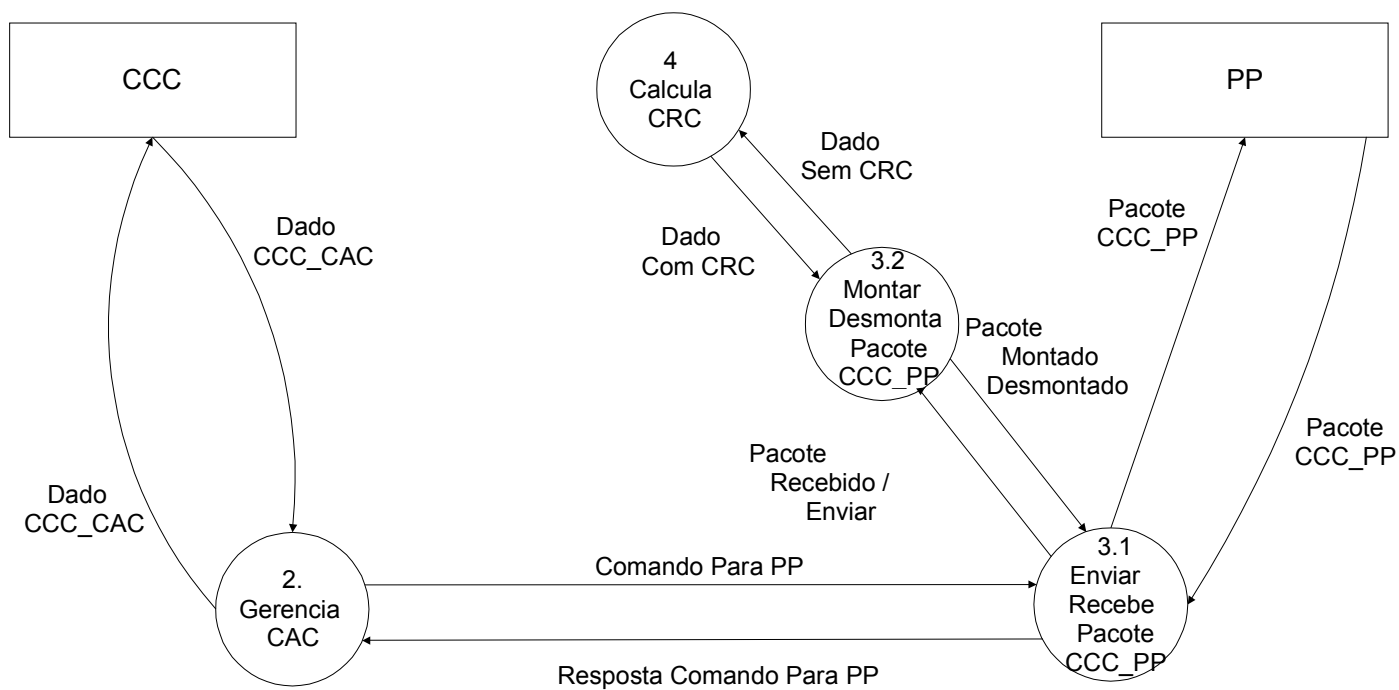 CCC
4
Calcula
CRC
PP
Dado
Sem CRC
Dado
CCC_CAC
Dado
Com CRC
Pacote
CCC_PP
3.2
Montar
Desmonta
Pacote
CCC_PP
Pacote
Montado
Desmontado
Pacote
CCC_PP
Pacote
Recebido /
Enviar
Dado
CCC_CAC
2.
Gerencia
CAC
Comando Para PP
3.1
Enviar
Recebe
Pacote
CCC_PP
Resposta Comando Para PP